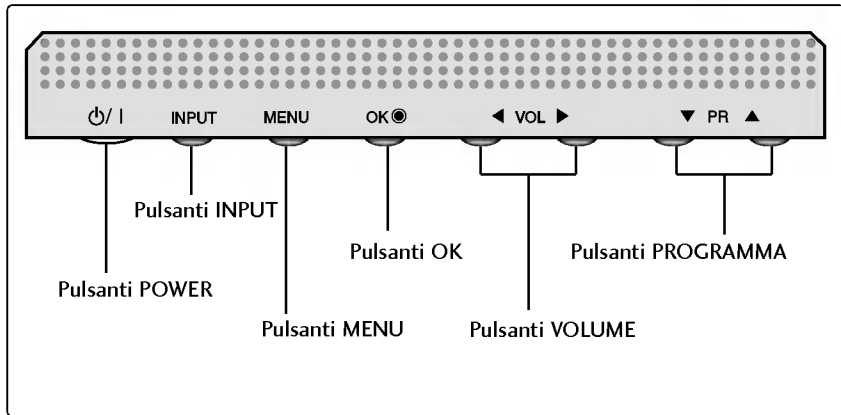 ⏻/ I INPUT MENU OK◉ ◀ VOL ▶ ▼ PR ▲
Pulsanti INPUT
Pulsanti OK Pulsanti PROGRAMMA
Pulsanti POWER
Pulsanti MENU Pulsanti VOLUME